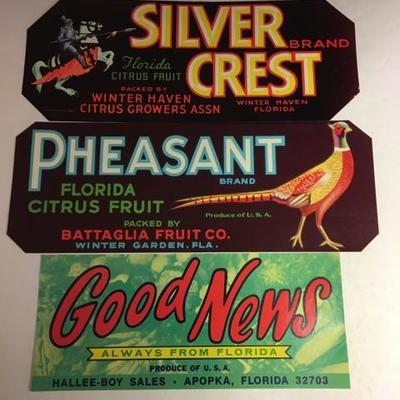 SILVER BRAND
CREST
Florida
CITRUS FRUIT
PACKED BY
WINTER HAVEN
CITRUS GROWERS ASSN
WINTER HAVEN
FLORIDA
PHEASANT
BRAND
FLORIDA
CITRUS FRUIT
Produce of U.S.A.
PACKED BY
BATTAGLIA FRUIT CO.
WINTER GARDEN, FLA.
Good News
ALWAYS FROM FLORIDA
PRODUCE OF U.S.A.
HALLEE-BOY SALES • APOPKA, FLORIDA 32703